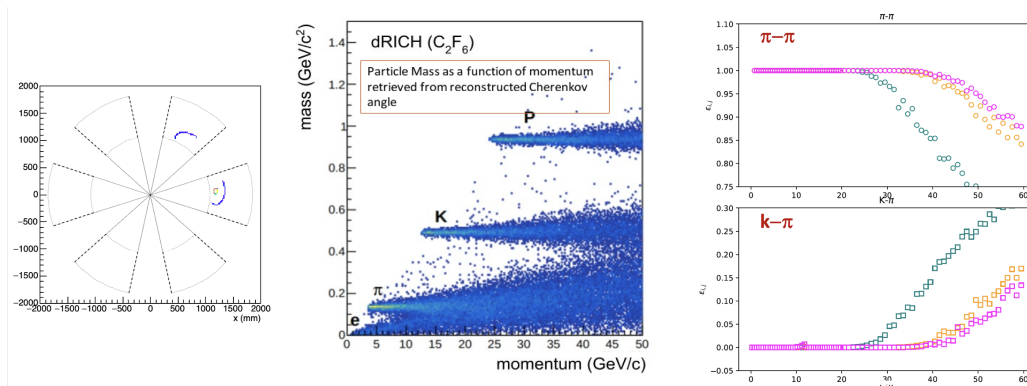 2000
1500
1000
500
0
−500
−1000
−1500
−2000
−2000 −1500 −1000 −500 0 500 1000 1500 2000
x (mm)
mass (GeV/c²)
1.4
1.2
1
0.8
0.6
0.4
0.2
0
dRICH (C₂F₆)
Particle Mass as a function of momentum
retrieved from reconstructed Cherenkov
angle
P
K
π
e
0 5 10 15 20 25 30 35 40 45 50
momentum (GeV/c)
π-π
π−π
εi,j
1.10
1.05
1.00
0.95
0.90
0.85
0.80
0.75
0 10 20 30 40 50 60
K-π
k−π
εi,j
0.30
0.25
0.20
0.15
0.10
0.05
0.00
−0.05
0 10 20 30 40 50 60